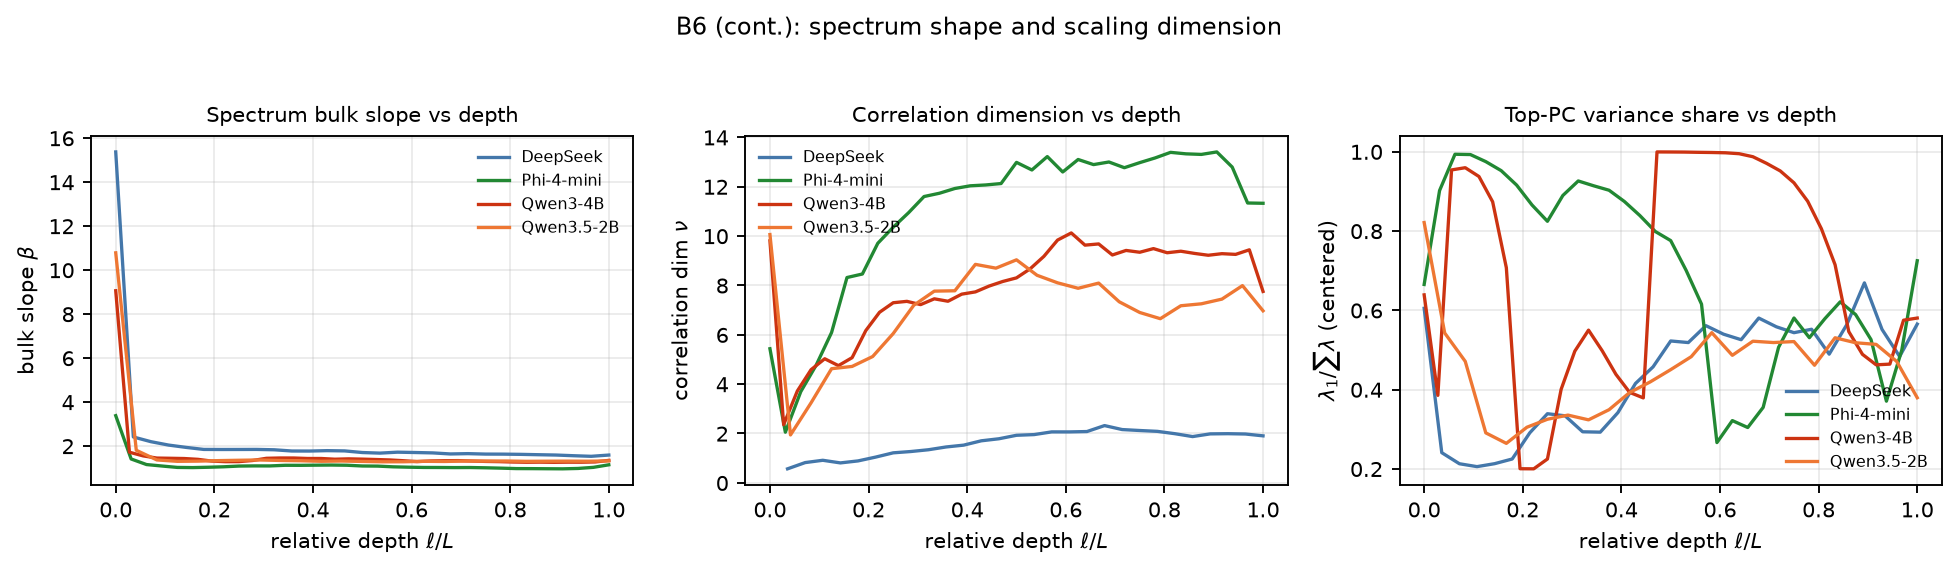 B6 (cont.): spectrum shape and scaling dimension
Spectrum bulk slope vs depth
bulk slope β
16
14
12
10
8
6
4
2
DeepSeek
Phi-4-mini
Qwen3-4B
Qwen3.5-2B
0.0 0.2 0.4 0.6 0.8 1.0
relative depth ℓ/L
Correlation dimension vs depth
correlation dim ν
14
12
10
8
6
4
2
0
DeepSeek
Phi-4-mini
Qwen3-4B
Qwen3.5-2B
0.0 0.2 0.4 0.6 0.8 1.0
relative depth ℓ/L
Top-PC variance share vs depth
λ₁/∑λ (centered)
1.0
0.8
0.6
0.4
0.2
DeepSeek
Phi-4-mini
Qwen3-4B
Qwen3.5-2B
0.0 0.2 0.4 0.6 0.8 1.0
relative depth ℓ/L